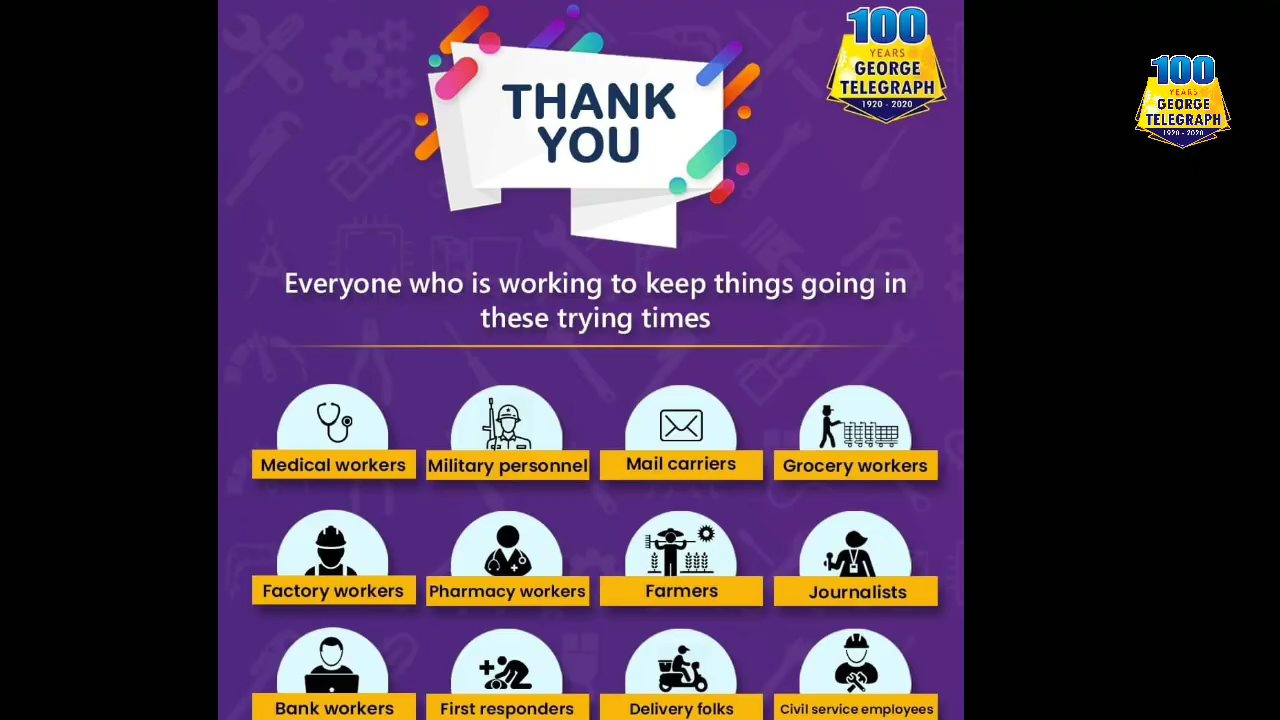 THANK
YOU
100
YEARS
GEORGE
TELEGRAPH
1920 - 2020
100
YEARS
GEORGE
TELEGRAPH
1920 - 2020
Everyone who is working to keep things going in
these trying times
Medical workers
Military personnel
Mail carriers
Grocery workers
Factory workers
Pharmacy workers
Farmers
Journalists
Bank workers
First responders
Delivery folks
Civil service employees